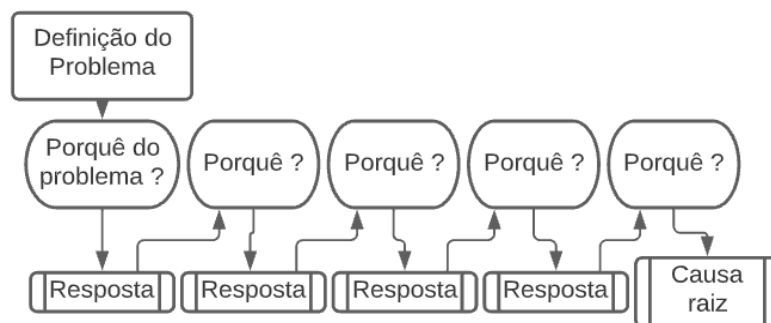 Definição do
Problema
Porquê do
problema ?
Porquê ?
Porquê ?
Porquê ?
Porquê ?
Resposta
Resposta
Resposta
Resposta
Causa
raiz